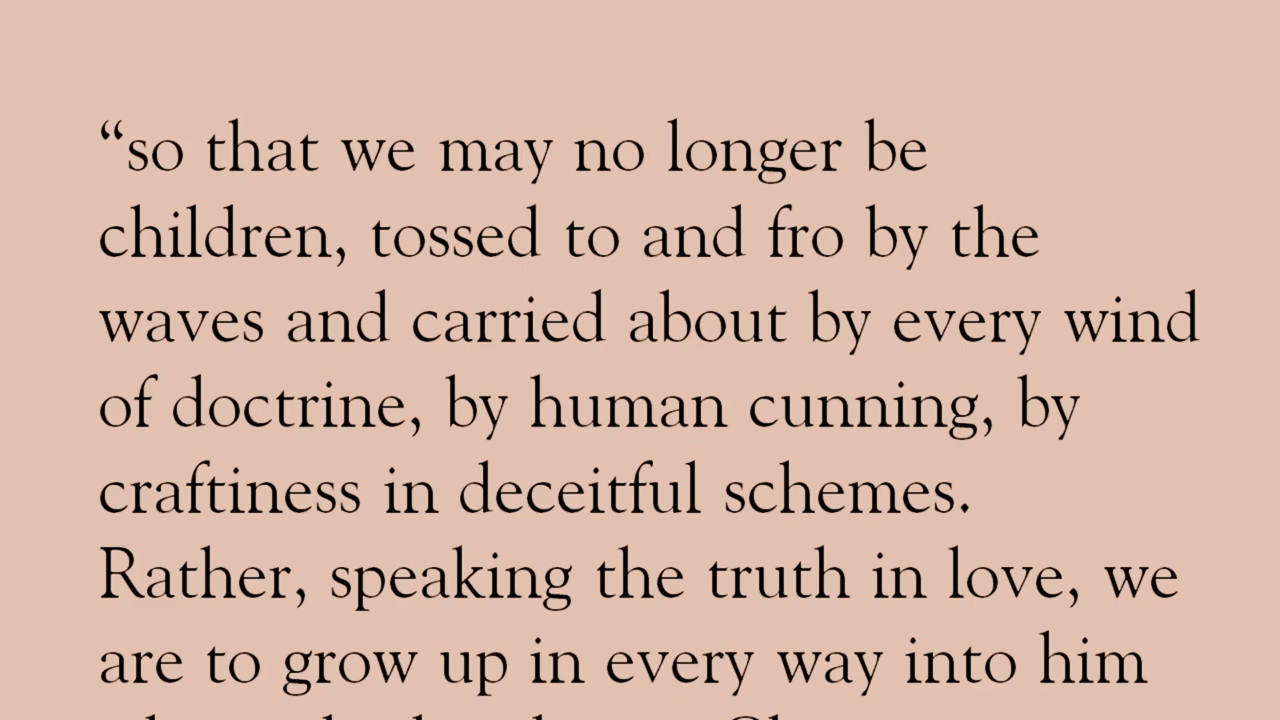 “so that we may no longer be
children, tossed to and fro by the
waves and carried about by every wind
of doctrine, by human cunning, by
craftiness in deceitful schemes.
Rather, speaking the truth in love, we
are to grow up in every way into him